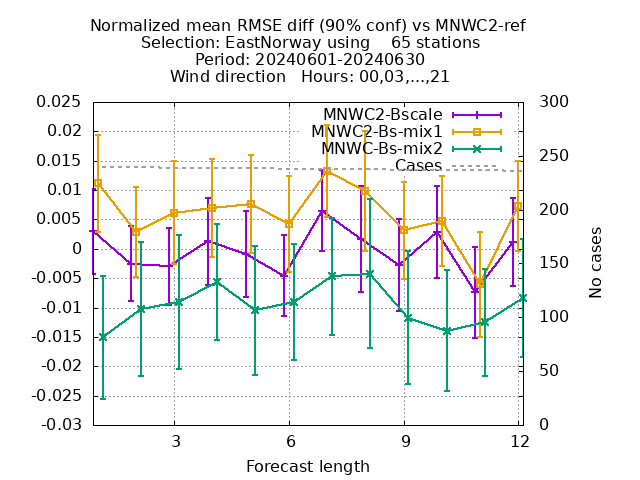 Normalized mean RMSE diff (90% conf) vs MNWC2-ref
Selection: EastNorway using 65 stations
Period: 20240601-20240630
Wind direction Hours: 00,03,...,21
MNWC2-Bscale
MNWC2-Bs-mix1
MNWC-Bs-mix2
Cases
0.025
0.02
0.015
0.01
0.005
0
-0.005
-0.01
-0.015
-0.02
-0.025
-0.03
300
250
200
150
100
50
0
No cases
3
6
9
12
Forecast length